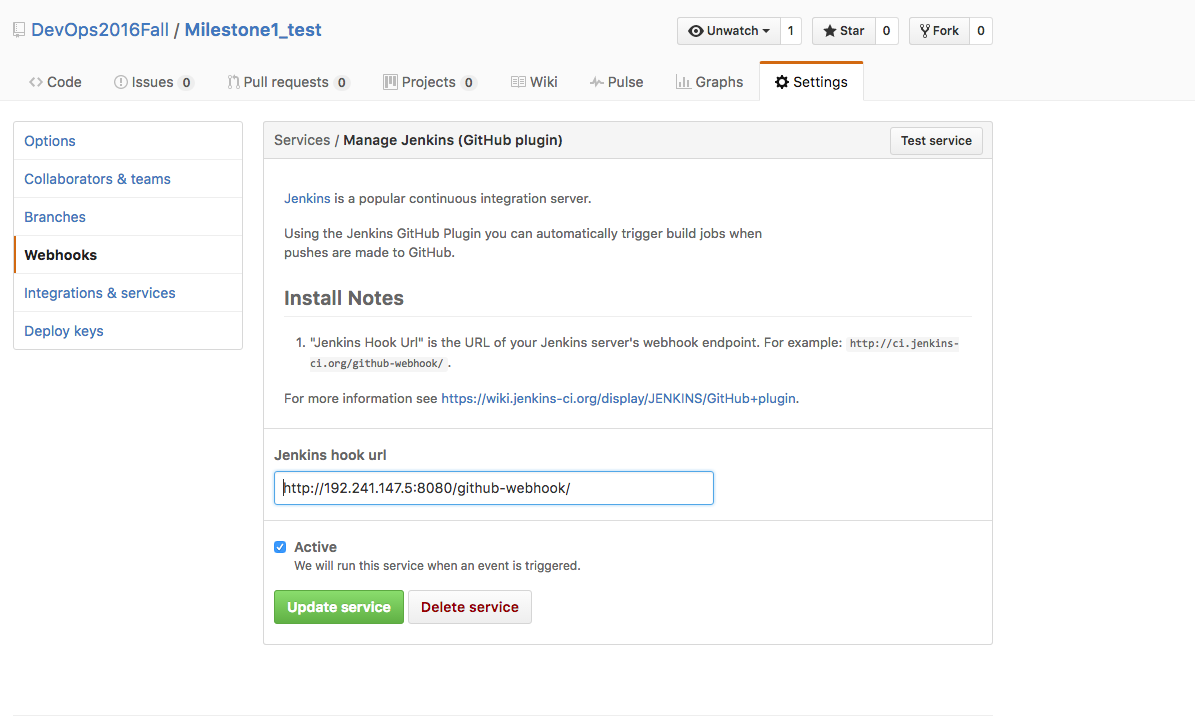 DevOps2016Fall / Milestone1_test
Unwatch 1 Star 0 Fork 0
Code Issues 0 Pull requests 0 Projects 0 Wiki Pulse Graphs Settings
Options
Collaborators & teams
Branches
Webhooks
Integrations & services
Deploy keys
Services / Manage Jenkins (GitHub plugin)
Test service
Jenkins is a popular continuous integration server.
Using the Jenkins GitHub Plugin you can automatically trigger build jobs when
pushes are made to GitHub.
Install Notes
1. "Jenkins Hook Url" is the URL of your Jenkins server's webhook endpoint. For example: http://ci.jenkins-
ci.org/github-webhook/ .
For more information see https://wiki.jenkins-ci.org/display/JENKINS/GitHub+plugin.
Jenkins hook url
http://192.241.147.5:8080/github-webhook/
Active
We will run this service when an event is triggered.
Update service Delete service